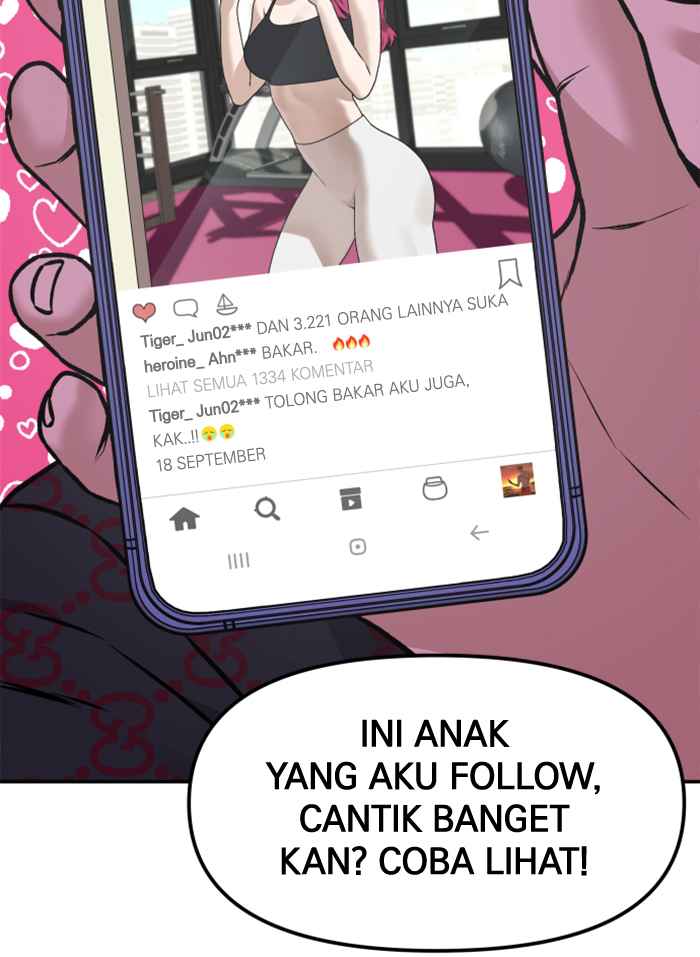 Tiger_ Jun02*** DAN 3.221 ORANG LAINNYA SUKA
heroine_ Ahn*** BAKAR. 🔥🔥🔥
LIHAT SEMUA 1334 KOMENTAR
Tiger_ Jun02*** TOLONG BAKAR AKU JUGA,
KAK..!!😥😥
18 SEPTEMBER
INI ANAK
YANG AKU FOLLOW,
CANTIK BANGET
KAN? COBA LIHAT!